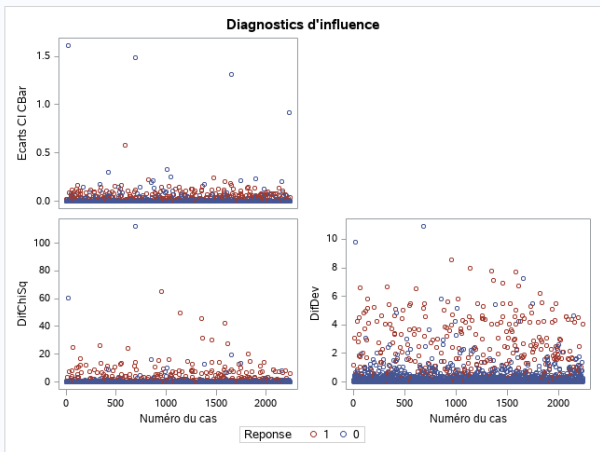 Diagnostics d'influence
Ecarts CI CBar
1.5
1.0
0.5
0.0
DifChiSq
100
80
60
40
20
0
0 500 1000 1500 2000
Numéro du cas
DifDev
10
8
6
4
2
0
0 500 1000 1500 2000
Numéro du cas
Reponse 1 0